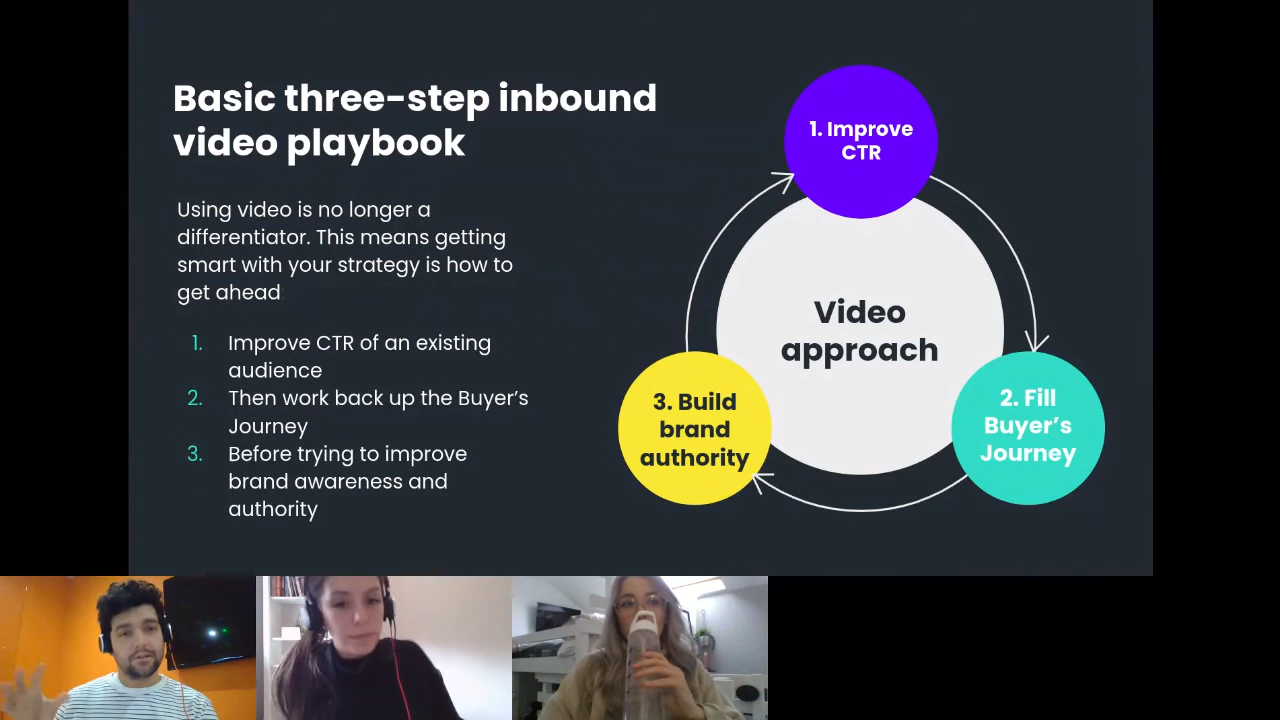 Basic three-step inbound
video playbook
Using video is no longer a
differentiator. This means getting
smart with your strategy is how to
get ahead
1. Improve CTR of an existing
audience
2. Then work back up the Buyer’s
Journey
3. Before trying to improve
brand awareness and
authority
1. Improve
CTR
Video
approach
2. Fill
Buyer’s
Journey
3. Build
brand
authority